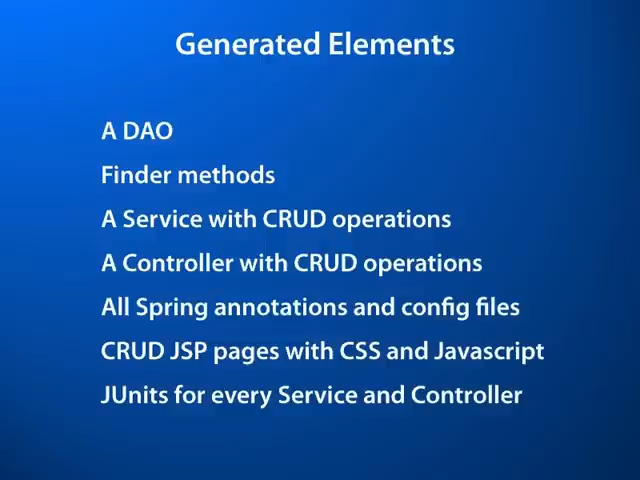 Generated Elements
A DAO
Finder methods
A Service with CRUD operations
A Controller with CRUD operations
All Spring annotations and config files
CRUD JSP pages with CSS and Javascript
JUnits for every Service and Controller